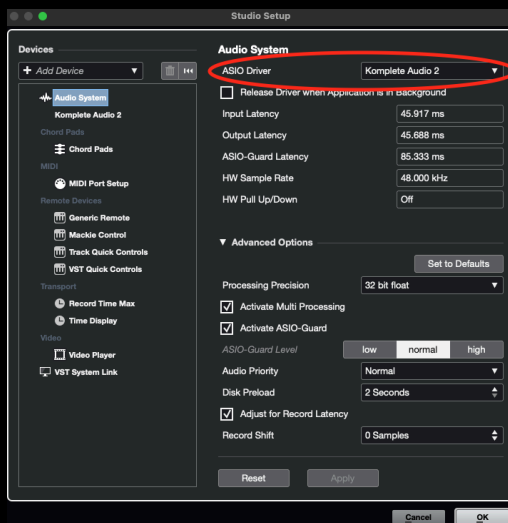 Studio Setup
Devices
+ Add Device
Audio System
Komplete Audio 2
Chord Pads
Chord Pads
MIDI
MIDI Port Setup
Remote Devices
Generic Remote
Mackie Control
Track Quick Controls
VST Quick Controls
Transport
Record Time Max
Time Display
Video
Video Player
VST System Link
Audio System
ASIO Driver Komplete Audio 2
Release Driver when Application is in Background
Input Latency 45.917 ms
Output Latency 45.688 ms
ASIO-Guard Latency 85.333 ms
HW Sample Rate 48.000 kHz
HW Pull Up/Down Off
Advanced Options
Set to Defaults
Processing Precision 32 bit float
Activate Multi Processing
Activate ASIO-Guard
ASIO-Guard Level low normal high
Audio Priority Normal
Disk Preload 2 Seconds
Adjust for Record Latency
Record Shift 0 Samples
Reset Apply
Cancel OK